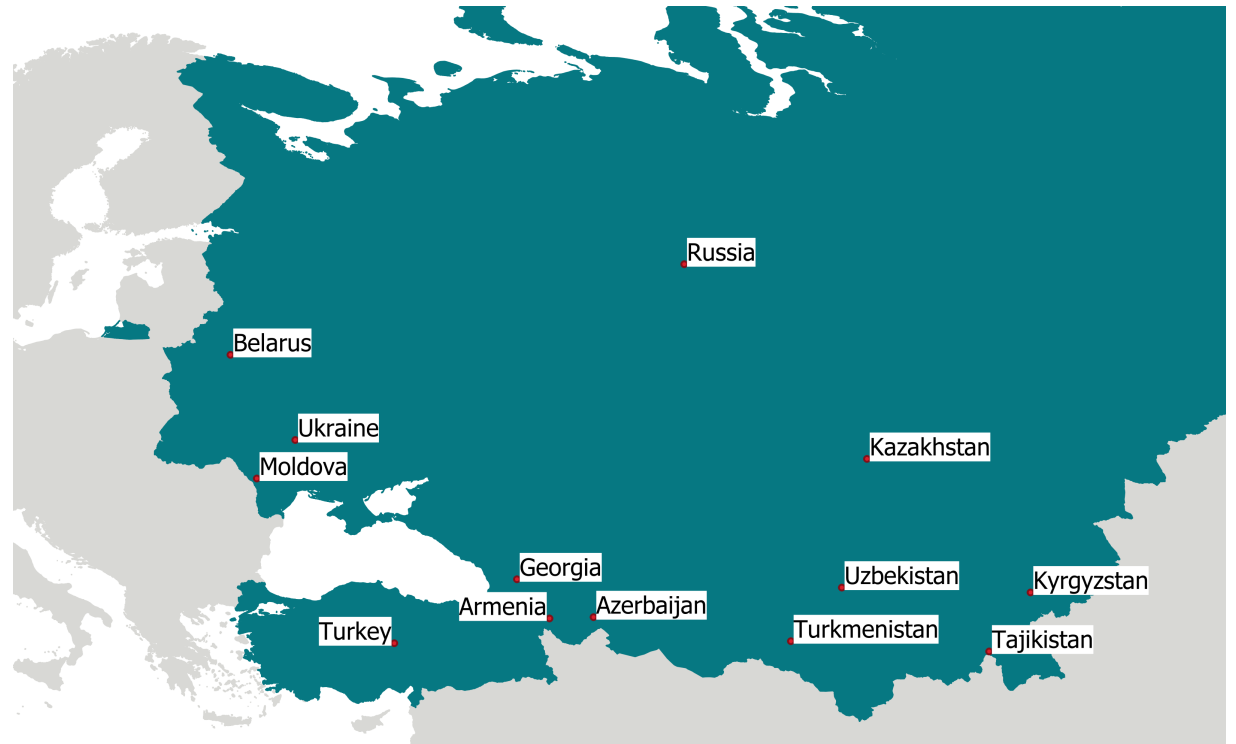 Russia
Belarus
Ukraine
Kazakhstan
Moldova
Georgia
Uzbekistan
Kyrgyzstan
Armenia
Azerbaijan
Turkey
Turkmenistan
Tajikistan